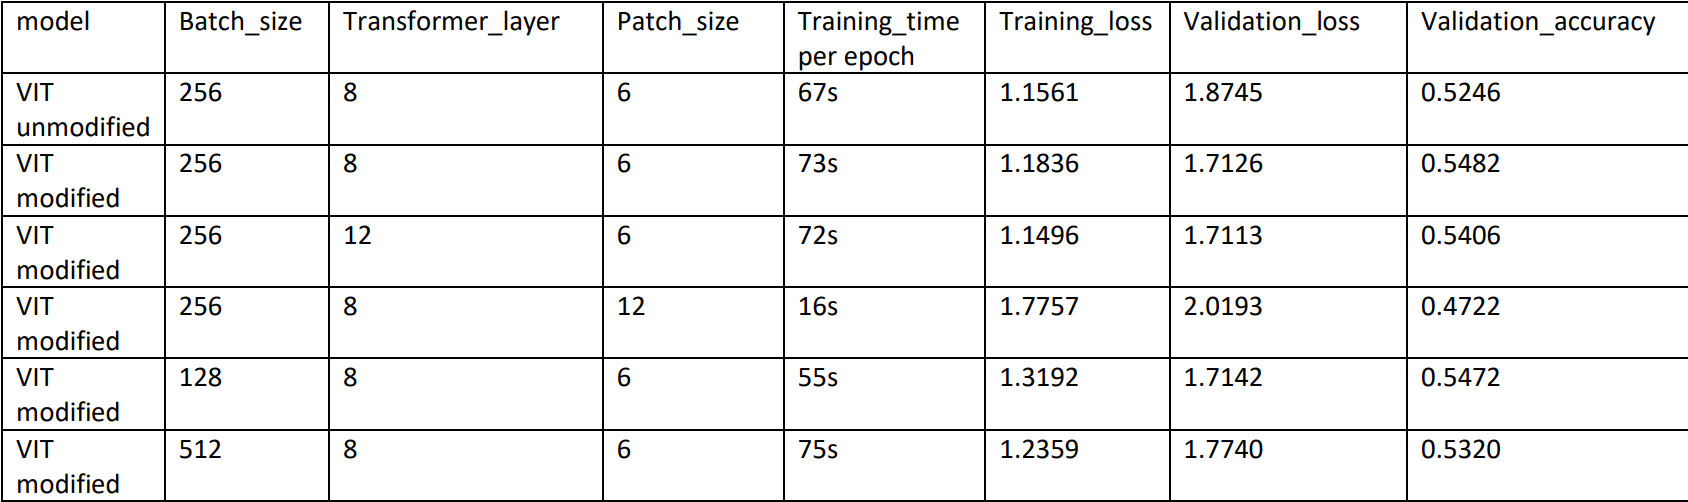 model Batch_size Transformer_layer Patch_size Training_time Training_loss Validation_loss Validation_accuracy
per epoch
VIT 256 8 6 67s 1.1561 1.8745 0.5246
unmodified
VIT 256 8 6 73s 1.1836 1.7126 0.5482
modified
VIT 256 12 6 72s 1.1496 1.7113 0.5406
modified
VIT 256 8 12 16s 1.7757 2.0193 0.4722
modified
VIT 128 8 6 55s 1.3192 1.7142 0.5472
modified
VIT 512 8 6 75s 1.2359 1.7740 0.5320
modified